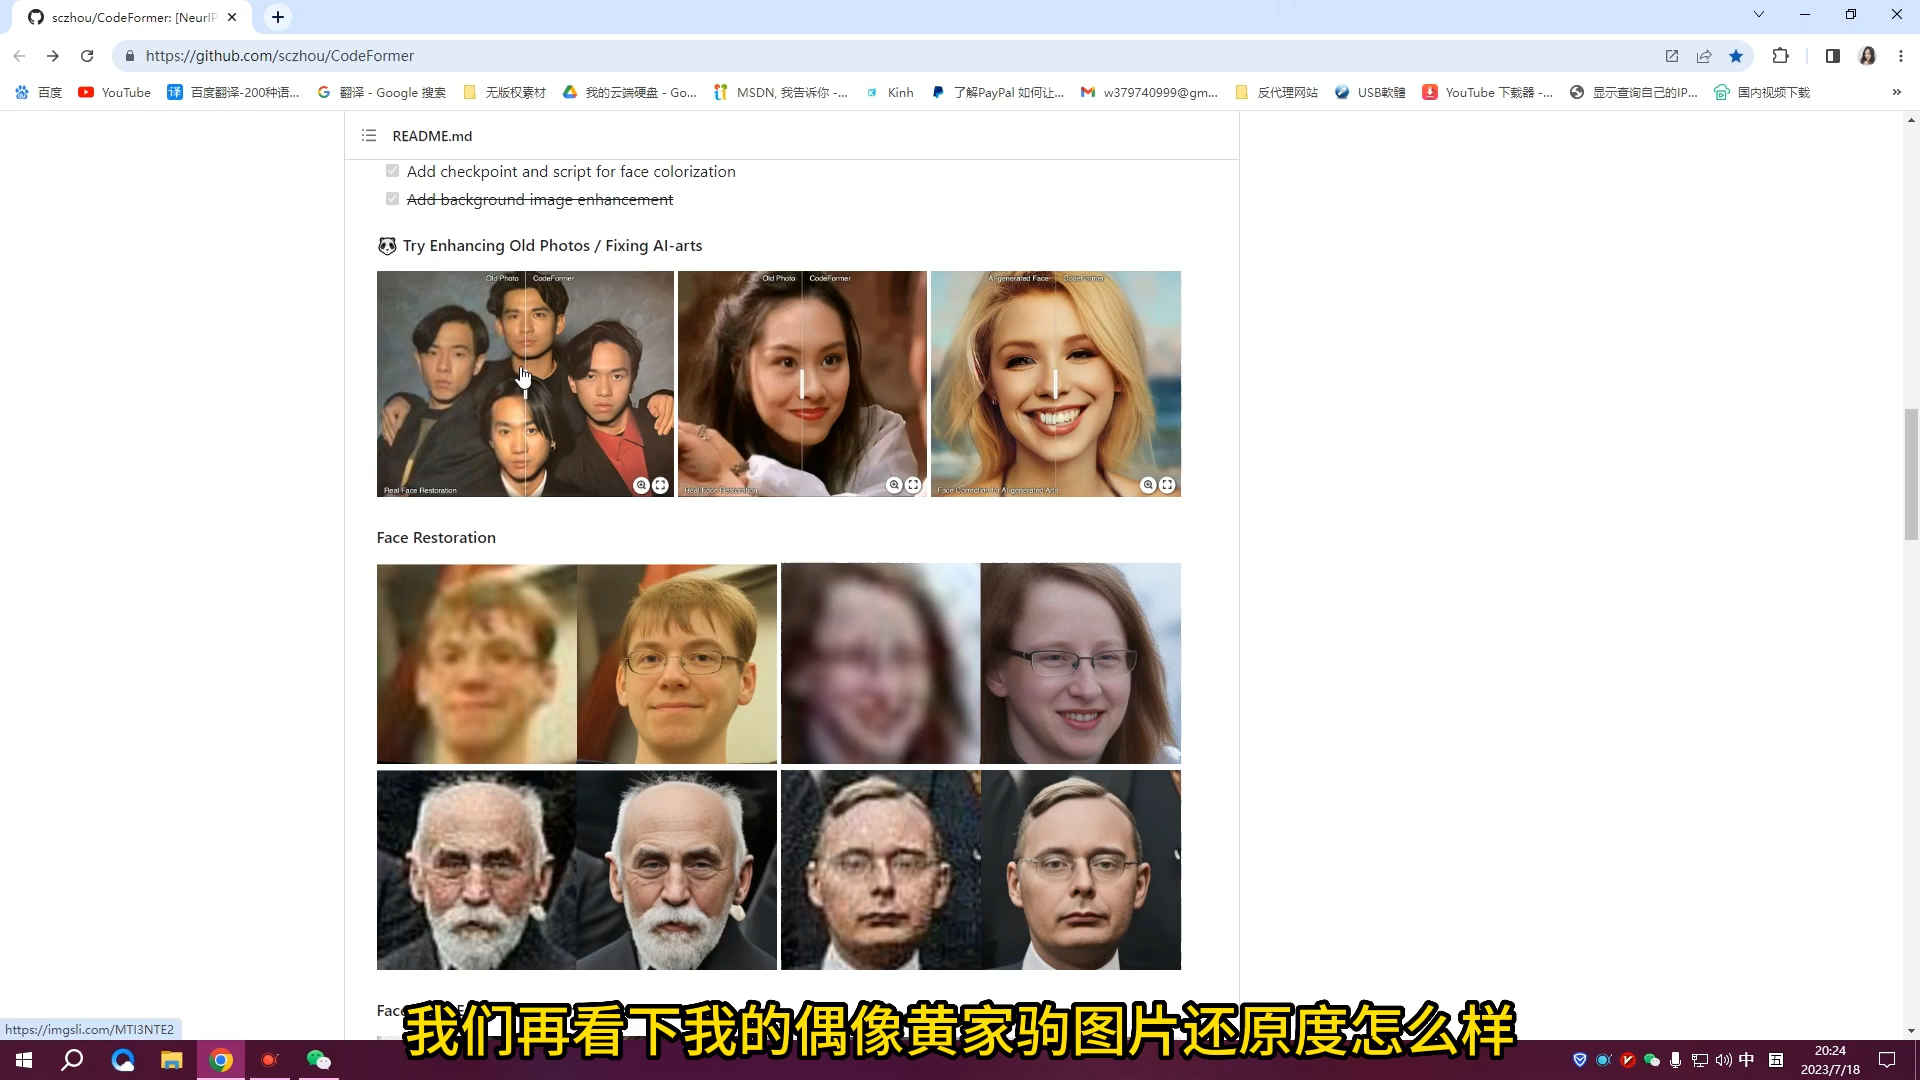 sczhou/CodeFormer: [NeurIP
https://github.com/sczhou/CodeFormer
百度
YouTube
百度翻译-200种语...
翻译 - Google 搜索
无版权素材
我的云端硬盘 - Go...
MSDN, 我告诉你 -...
Kinh
了解PayPal 如何让...
w379740999@gm...
反代理网站
USB軟體
YouTube 下载器 -...
显示查询自己的IP...
国内视频下载
README.md
Add checkpoint and script for face colorization
Add background image enhancement
Try Enhancing Old Photos / Fixing AI-arts
Old Photo CodeFormer
Old Photo CodeFormer
AI-generated Face CodeFormer
Real Face Restoration
Real Face Restoration
Face Correction for AI-generated Arts
Face Restoration
Face
我们再看下我的偶像黄家驹图片还原度怎么样
https://imgsli.com/MTI3NTE2
中
五
20:24
2023/7/18